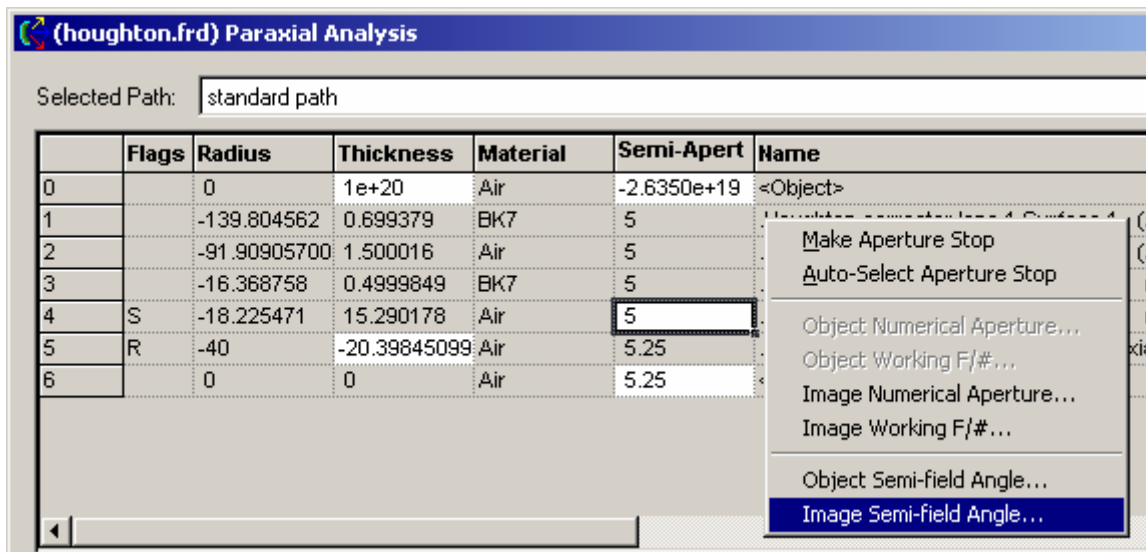 (houghton.frd) Paraxial Analysis
Selected Path: standard path
Flags Radius Thickness Material Semi-Apert Name
0 0 1e+20 Air -2.6350e+19 <Object>
1 -139.804562 0.699379 BK7 5
2 -91.90905700 1.500016 Air 5
3 -16.368758 0.4999849 BK7 5
4 S -18.225471 15.290178 Air 5
5 R -40 -20.39845099 Air 5.25
6 0 0 Air 5.25
Make Aperture Stop
Auto-Select Aperture Stop
Object Numerical Aperture...
Object Working F/#...
Image Numerical Aperture...
Image Working F/#...
Object Semi-field Angle...
Image Semi-field Angle...